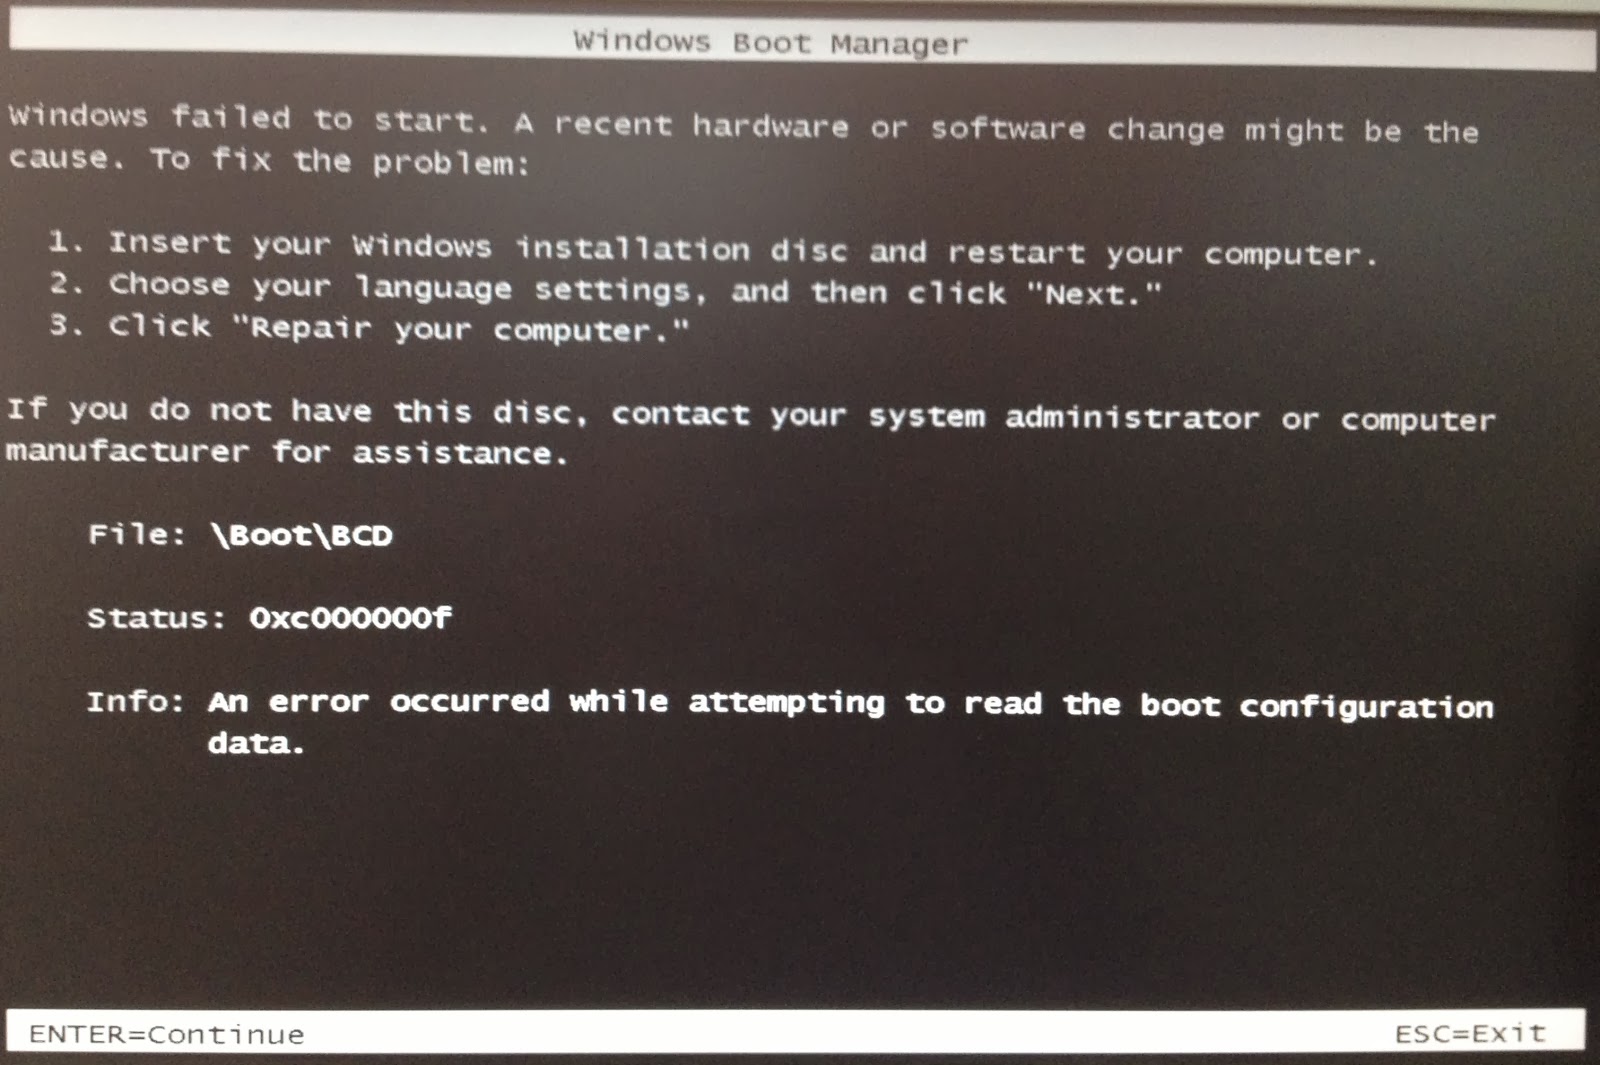 Windows Boot Manager
Windows failed to start. A recent hardware or software change might be the
cause. To fix the problem:
1. Insert your Windows installation disc and restart your computer.
2. Choose your language settings, and then click "Next."
3. Click "Repair your computer."
If you do not have this disc, contact your system administrator or computer
manufacturer for assistance.
File: \Boot\BCD
Status: 0xc000000f
Info: An error occurred while attempting to read the boot configuration
data.
ENTER=Continue ESC=Exit